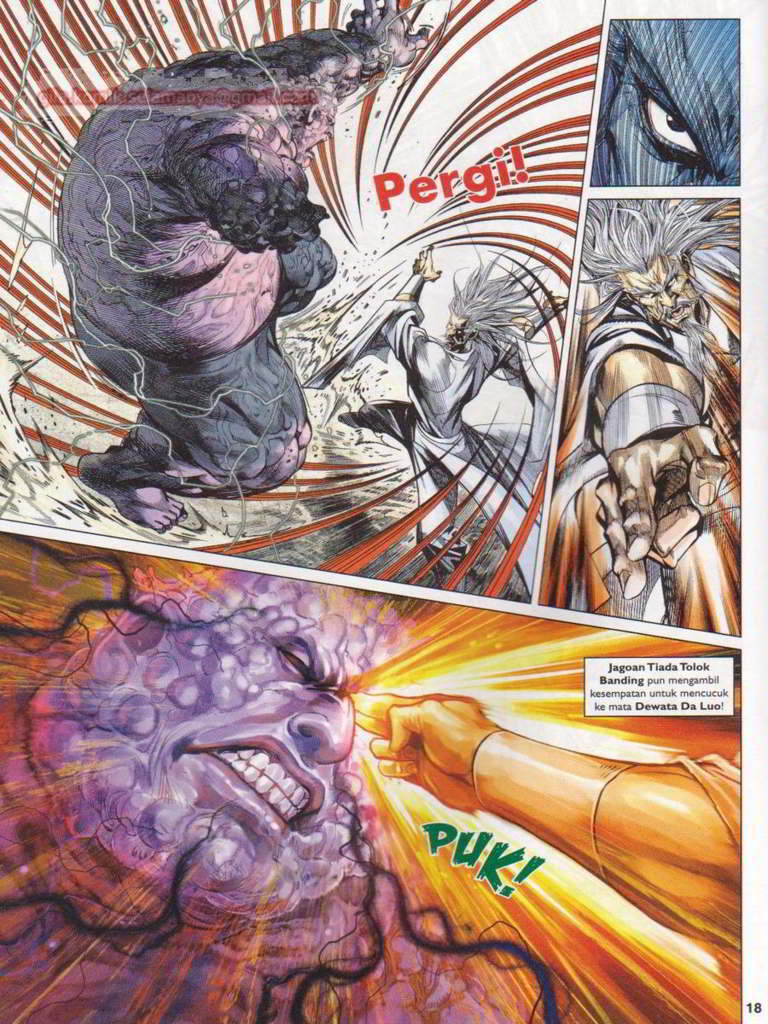 Pergi!
Jagoan Tiada Tolok
Banding pun mengambil
kesempatan untuk mencucuk
ke mata Dewata Da Luo!
PUK!
18